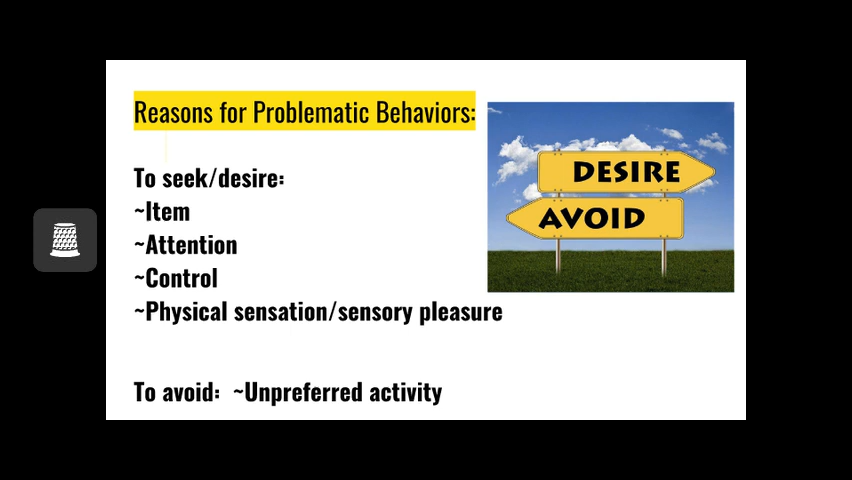 Reasons for Problematic Behaviors:
To seek/desire:
~Item
~Attention
~Control
~Physical sensation/sensory pleasure
To avoid: ~Unpreferred activity
DESIRE
AVOID